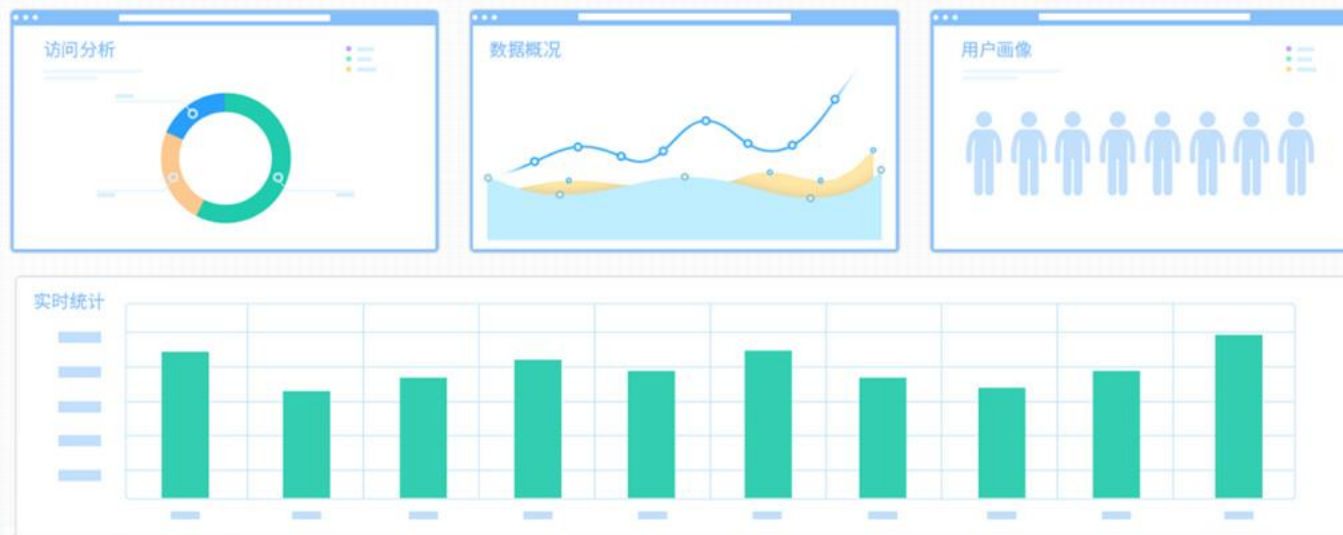 访问分析
数据概况
用户画像
实时统计